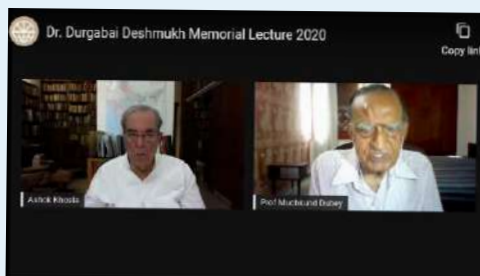 Dr. Durgabai Deshmukh Memorial Lecture 2020
Copy link
Ashok Khosla
Prof Muchkund Dubey